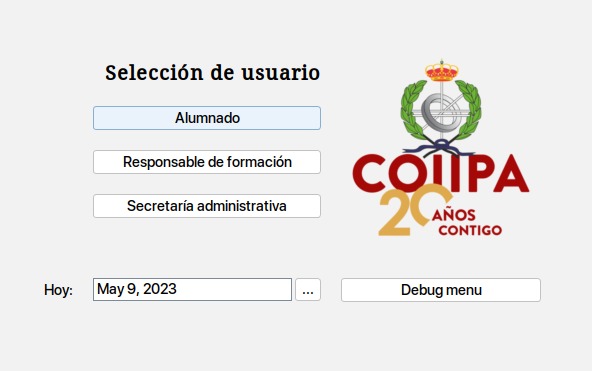 Selección de usuario
Alumnado
Responsable de formación
Secretaría administrativa
COIIPA
20 AÑOS
CONTIGO
Hoy: May 9, 2023 ... Debug menu